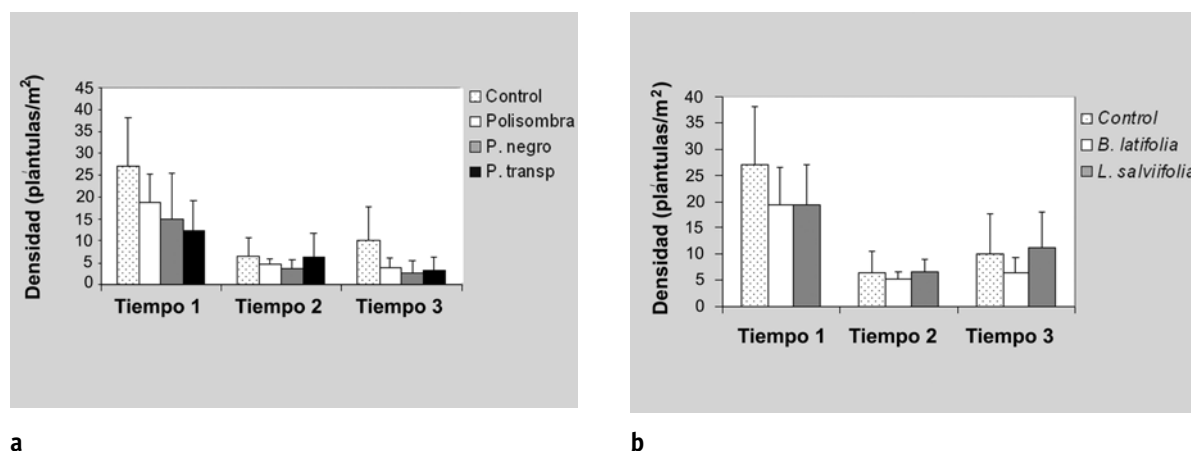 Densidad (plántulas/m²)
45
40
35
30
25
20
15
10
5
0
Tiempo 1 Tiempo 2 Tiempo 3
Control
Polisombra
P. negro
P. transp
a
Densidad (plántulas/m²)
40
35
30
25
20
15
10
5
0
Tiempo 1 Tiempo 2 Tiempo 3
Control
B. latifolia
L. salviifolia
b